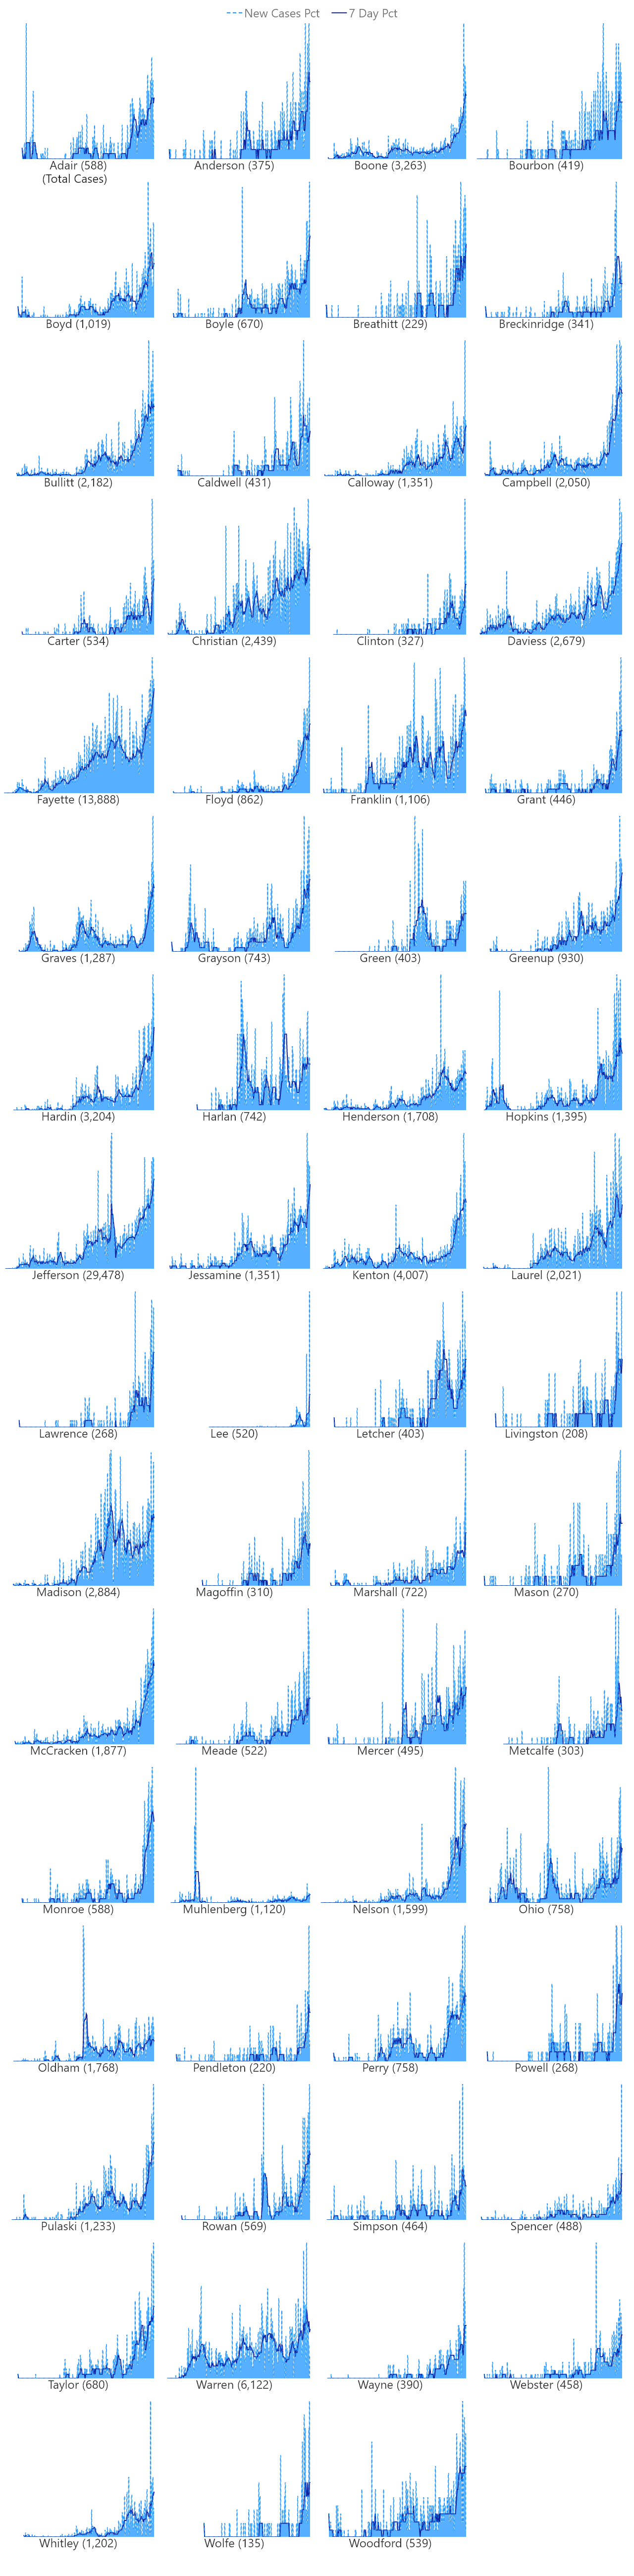 New Cases Pct 7 Day Pct
Adair (588) Anderson (375) Boone (3,263) Bourbon (419)
(Total Cases)
Boyd (1,019) Boyle (670) Breathitt (229) Breckinridge (341)
Bullitt (2,182) Caldwell (431) Calloway (1,351) Campbell (2,050)
Carter (534) Christian (2,439) Clinton (327) Daviess (2,679)
Fayette (13,888) Floyd (862) Franklin (1,106) Grant (446)
Graves (1,287) Grayson (743) Green (403) Greenup (930)
Hardin (3,204) Harlan (742) Henderson (1,708) Hopkins (1,395)
Jefferson (29,478) Jessamine (1,351) Kenton (4,007) Laurel (2,021)
Lawrence (268) Lee (520) Letcher (403) Livingston (208)
Madison (2,884) Magoffin (310) Marshall (722) Mason (270)
McCracken (1,877) Meade (522) Mercer (495) Metcalfe (303)
Monroe (588) Muhlenberg (1,120) Nelson (1,599) Ohio (758)
Oldham (1,768) Pendleton (220) Perry (758) Powell (268)
Pulaski (1,233) Rowan (569) Simpson (464) Spencer (488)
Taylor (680) Warren (6,122) Wayne (390) Webster (458)
Whitley (1,202) Wolfe (135) Woodford (539)